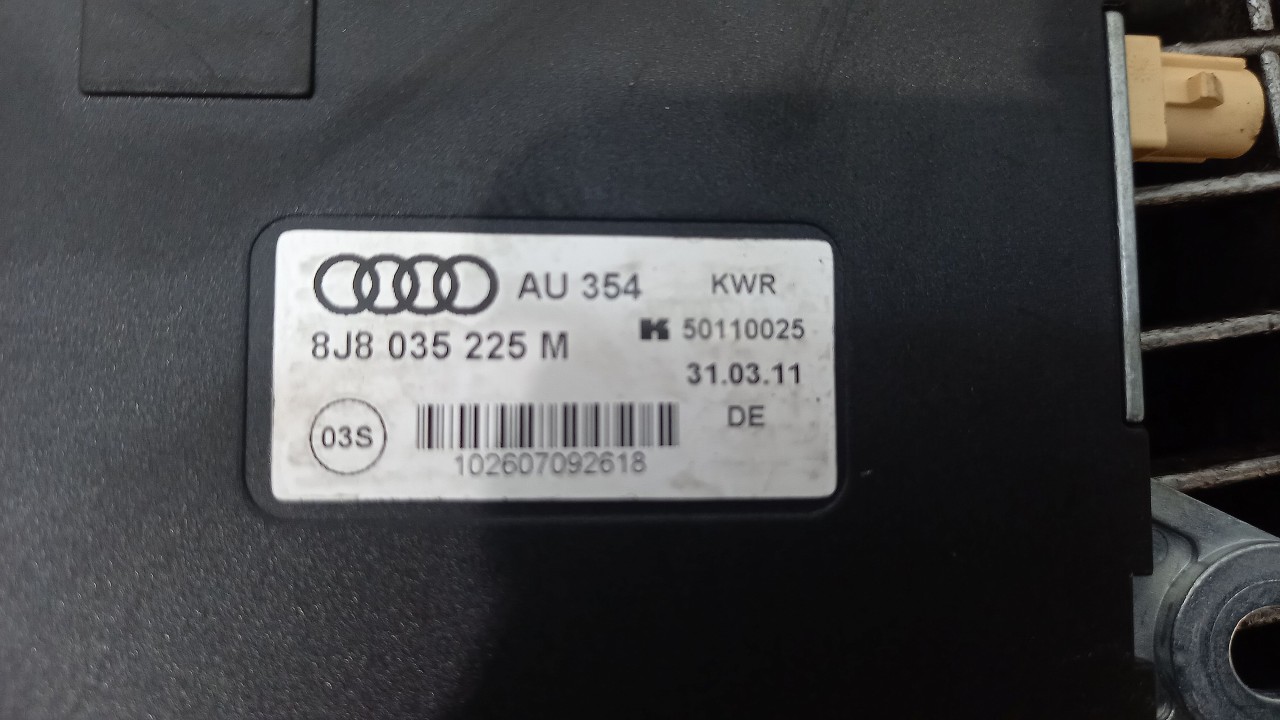 AU 354 KWR
8J8 035 225 M
K 50110025
31.03.11
03S
DE
102607092618